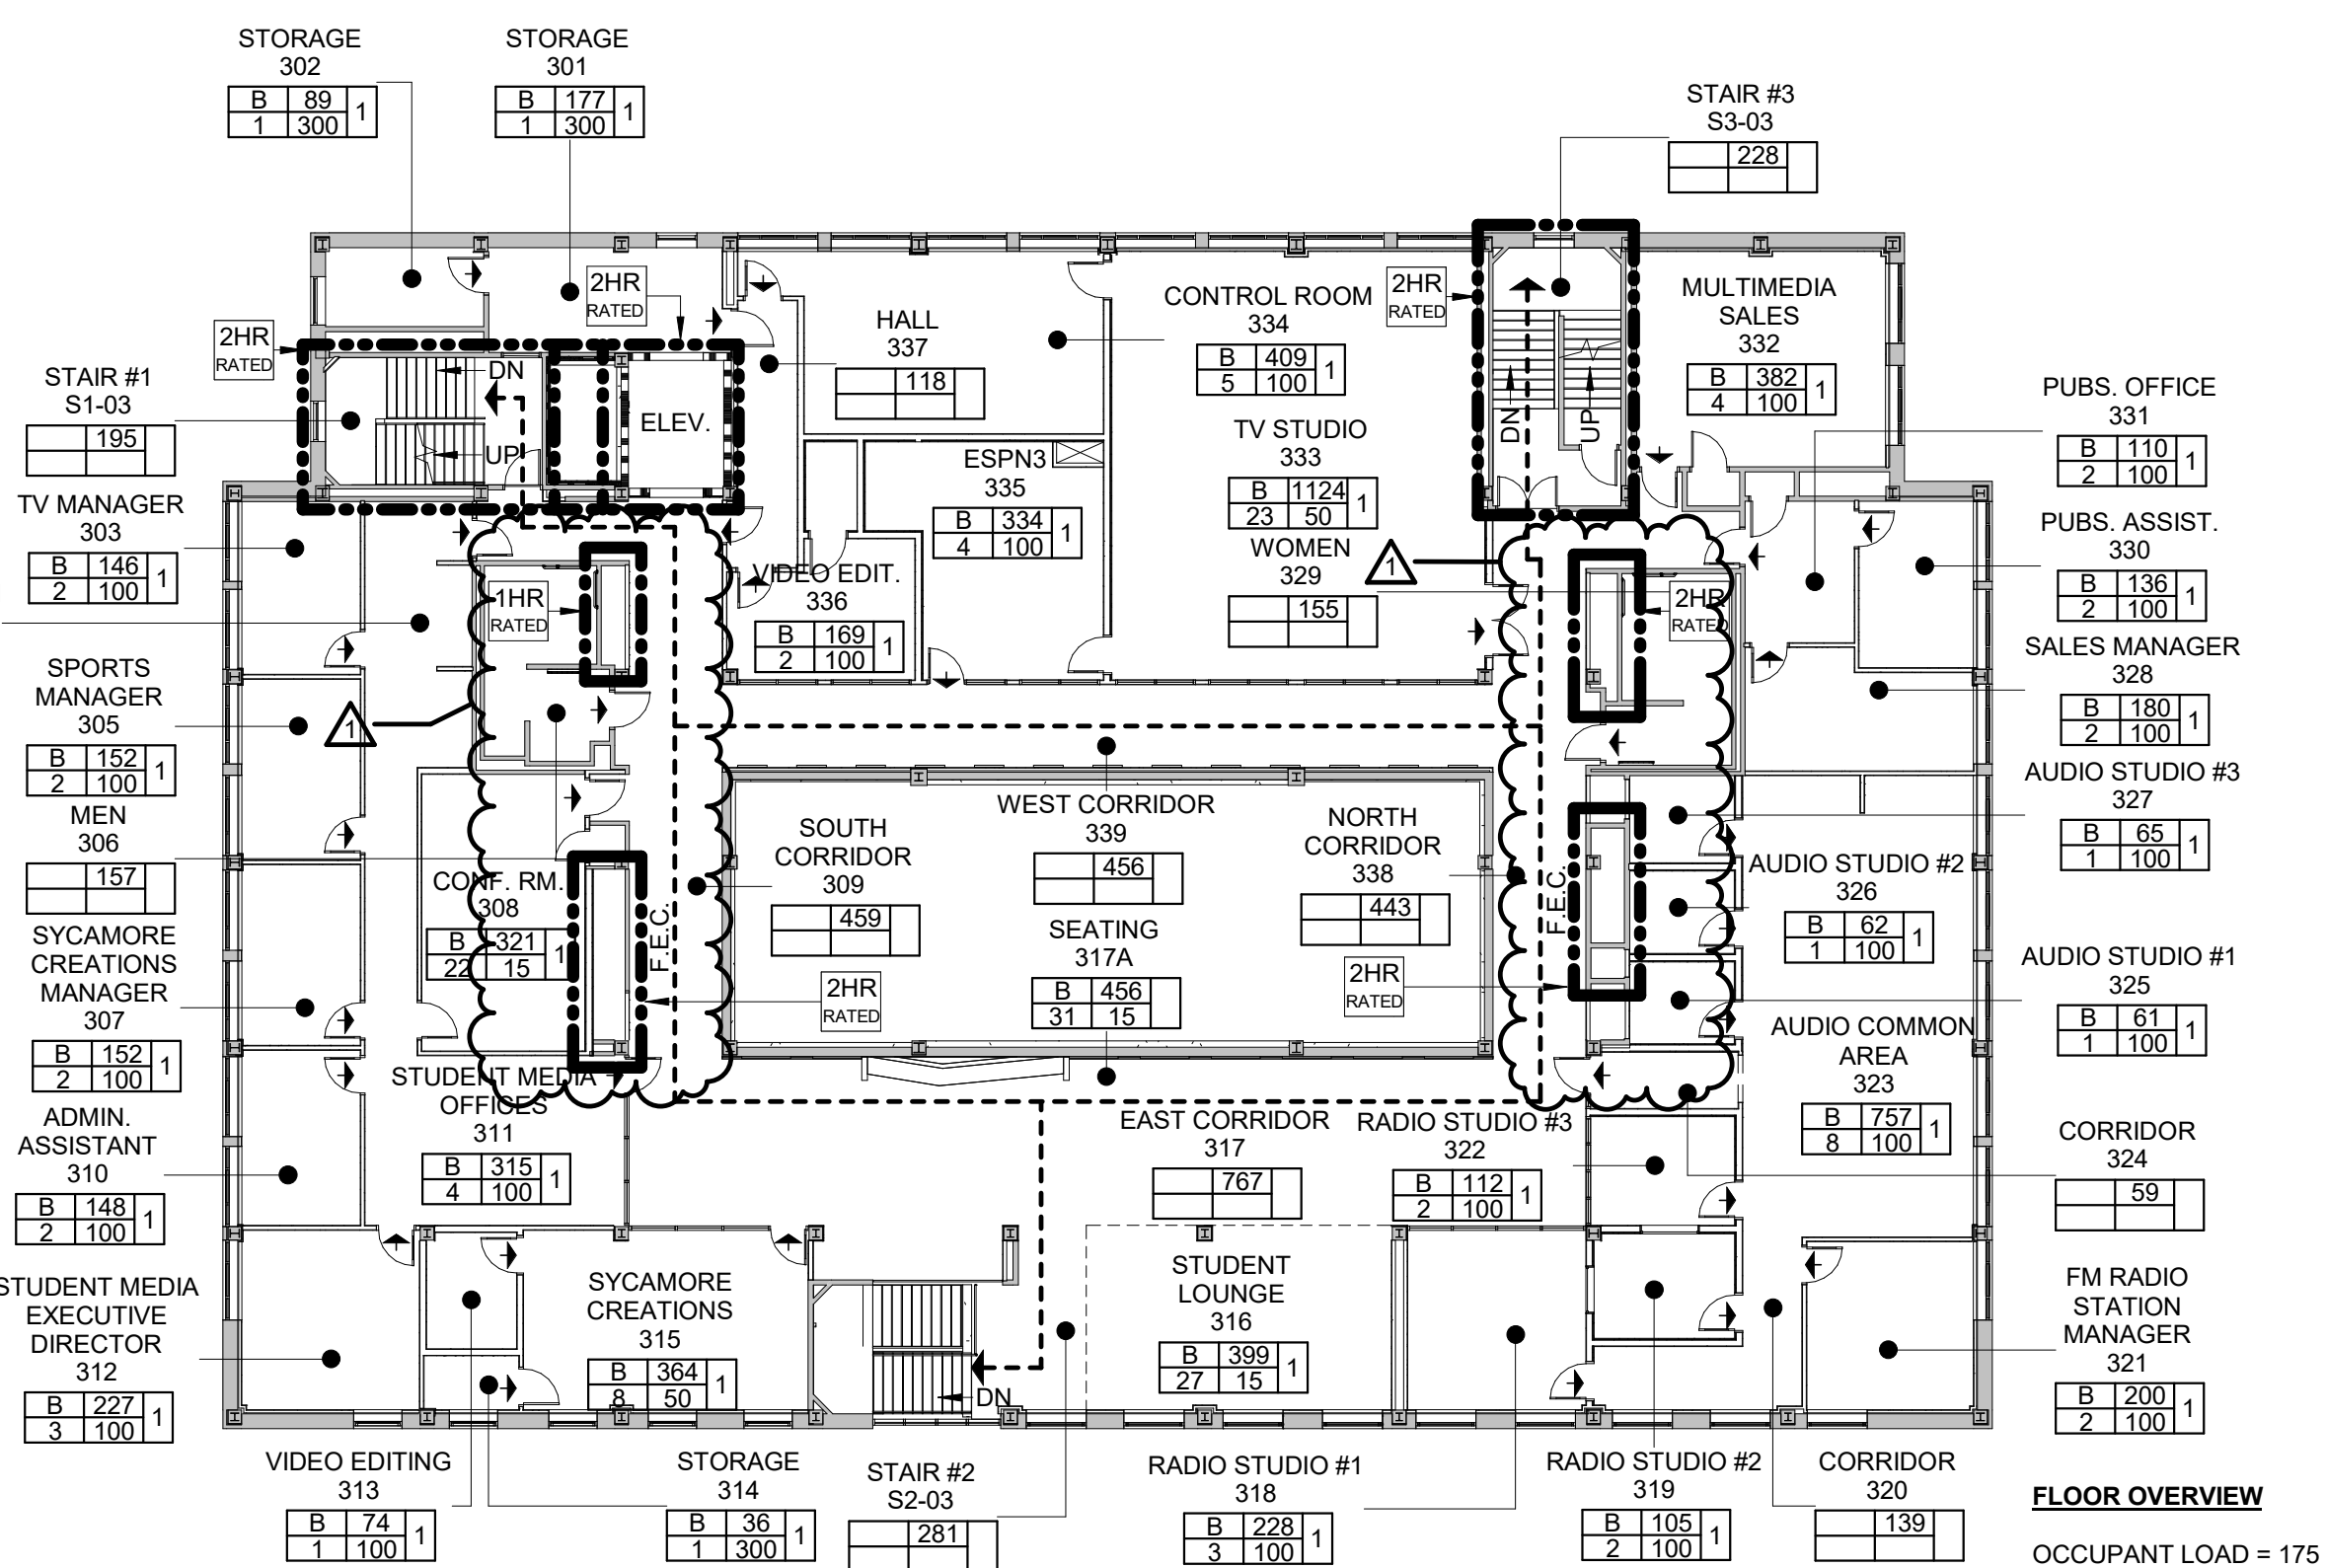 STORAGE
302
B 89 1
1 300
STORAGE
301
B 177 1
1 300
STAIR #3
S3-03
228
2HR
RATED
2HR
RATED
2HR
RATED
STAIR #1
S1-03
195
DN
UP
ELEV.
HALL
337
118
CONTROL ROOM
334
B 409 1
5 100
DN
UP
MULTIMEDIA
SALES
332
B 382 1
4 100
PUBS. OFFICE
331
B 110 1
2 100
TV MANAGER
303
B 146 1
2 100
ESPN3
335
B 334 1
4 100
TV STUDIO
333
B 1124 1
23 50
WOMEN
329
155
1
PUBS. ASSIST.
330
B 136 1
2 100
1HR
RATED
VIDEO EDIT.
336
B 169 1
2 100
2HR
RATED
SPORTS
MANAGER
305
B 152 1
2 100
1
SALES MANAGER
328
B 180 1
2 100
MEN
306
157
AUDIO STUDIO #3
327
B 65 1
1 100
CONF. RM.
308
B 321 1
22 15
F.E.C.
SOUTH
CORRIDOR
309
459
WEST CORRIDOR
339
456
NORTH
CORRIDOR
338
443
F.E.C.
AUDIO STUDIO #2
326
B 62 1
1 100
SYCAMORE
CREATIONS
MANAGER
307
B 152 1
2 100
2HR
RATED
SEATING
317A
B 456
31 15
2HR
RATED
AUDIO STUDIO #1
325
B 61 1
1 100
AUDIO COMMON
AREA
323
B 757 1
8 100
STUDENT MEDIA
OFFICES
311
B 315 1
4 100
ADMIN.
ASSISTANT
310
B 148 1
2 100
EAST CORRIDOR
317
767
RADIO STUDIO #3
322
B 112 1
2 100
CORRIDOR
324
59
STUDENT MEDIA
EXECUTIVE
DIRECTOR
312
B 227 1
3 100
SYCAMORE
CREATIONS
315
B 364 1
8 50
DN
STUDENT
LOUNGE
316
B 399 1
27 15
FM RADIO
STATION
MANAGER
321
B 200 1
2 100
VIDEO EDITING
313
B 74 1
1 100
STORAGE
314
B 36 1
1 300
STAIR #2
S2-03
281
RADIO STUDIO #1
318
B 228 1
3 100
RADIO STUDIO #2
319
B 105 1
2 100
CORRIDOR
320
139
FLOOR OVERVIEW
OCCUPANT LOAD = 175